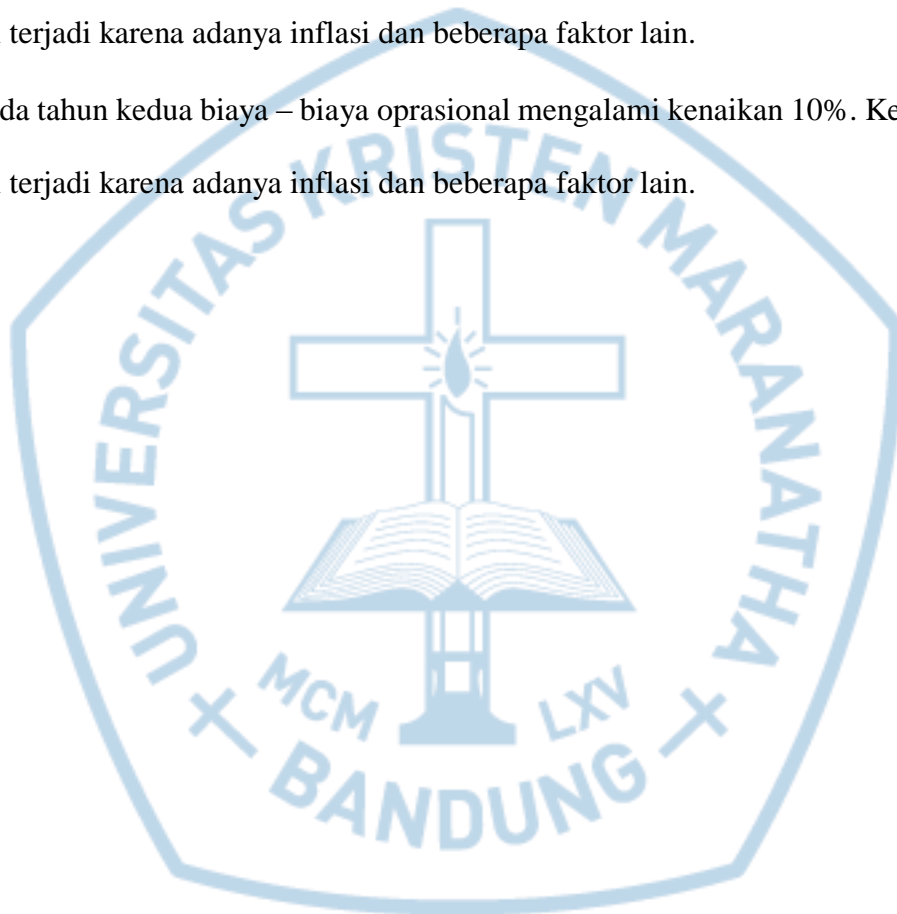 terjadi karena adanya inflasi dan beberapa faktor lain.
da tahun kedua biaya – biaya oprasional mengalami kenaikan 10%. Ke
terjadi karena adanya inflasi dan beberapa faktor lain.
UNIVERSITAS KRISTEN MARANATHA
MCM LXV
BANDUNG